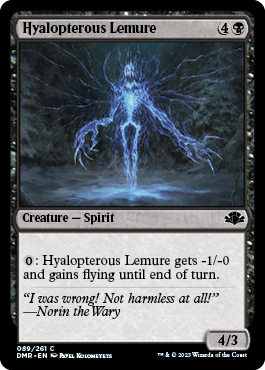 Hyalopterous Lemure 4
Creature — Spirit
0: Hyalopterous Lemure gets -1/-0
and gains flying until end of turn.
"I was wrong! Not harmless at all!"
—Norin the Wary
4/3
089/261 C
DMR • EN Pavel Kolomeyets
™ & © 2023 Wizards of the Coast